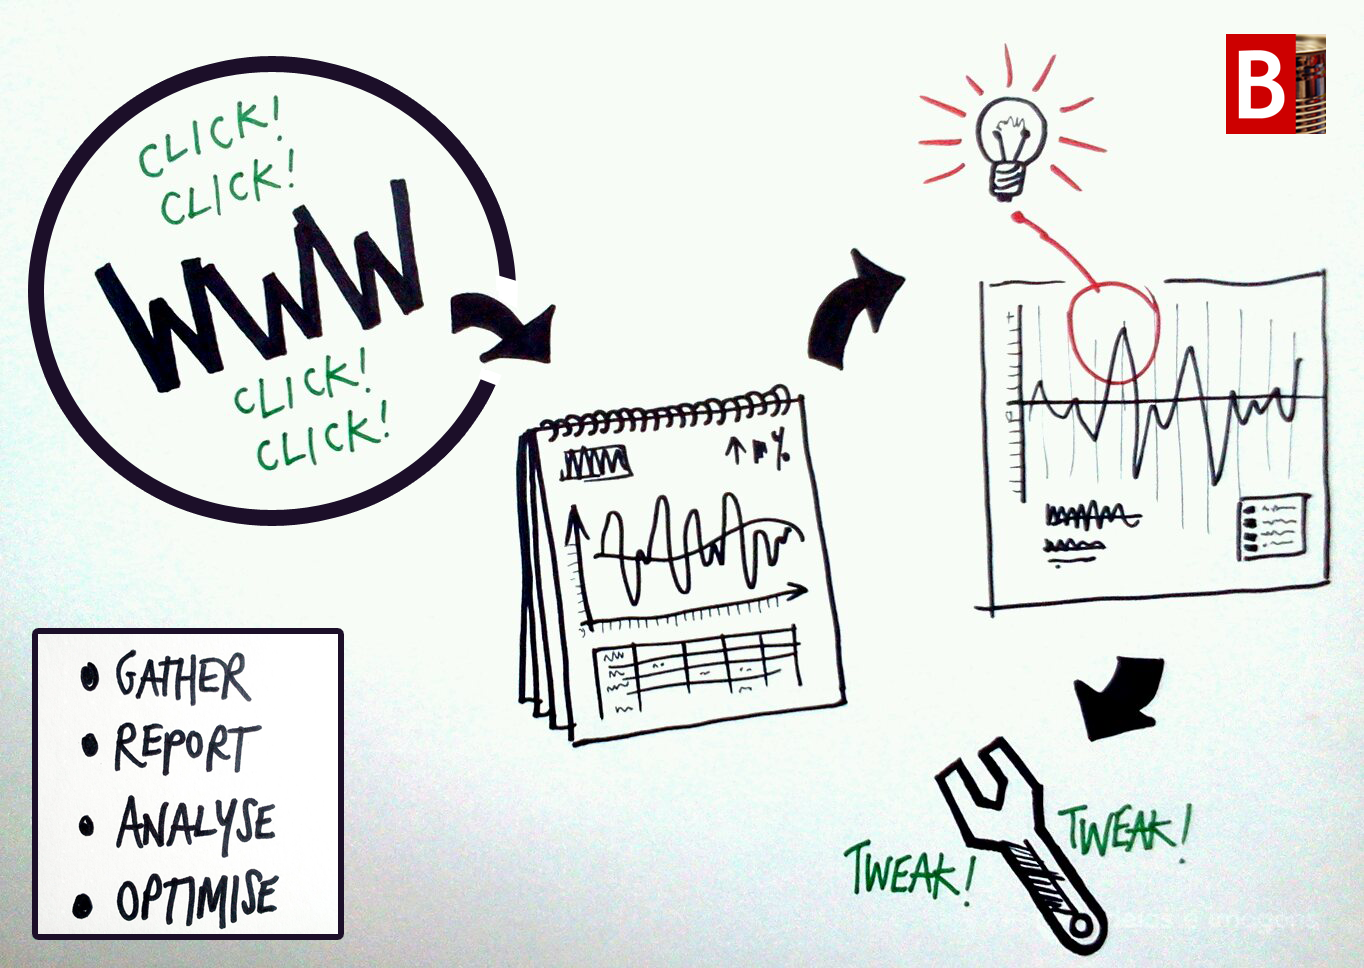 CLICK!
CLICK!
WWW
CLICK!
CLICK!
B
%
TWEAK!
TWEAK!
GATHER
REPORT
ANALYSE
OPTIMISE